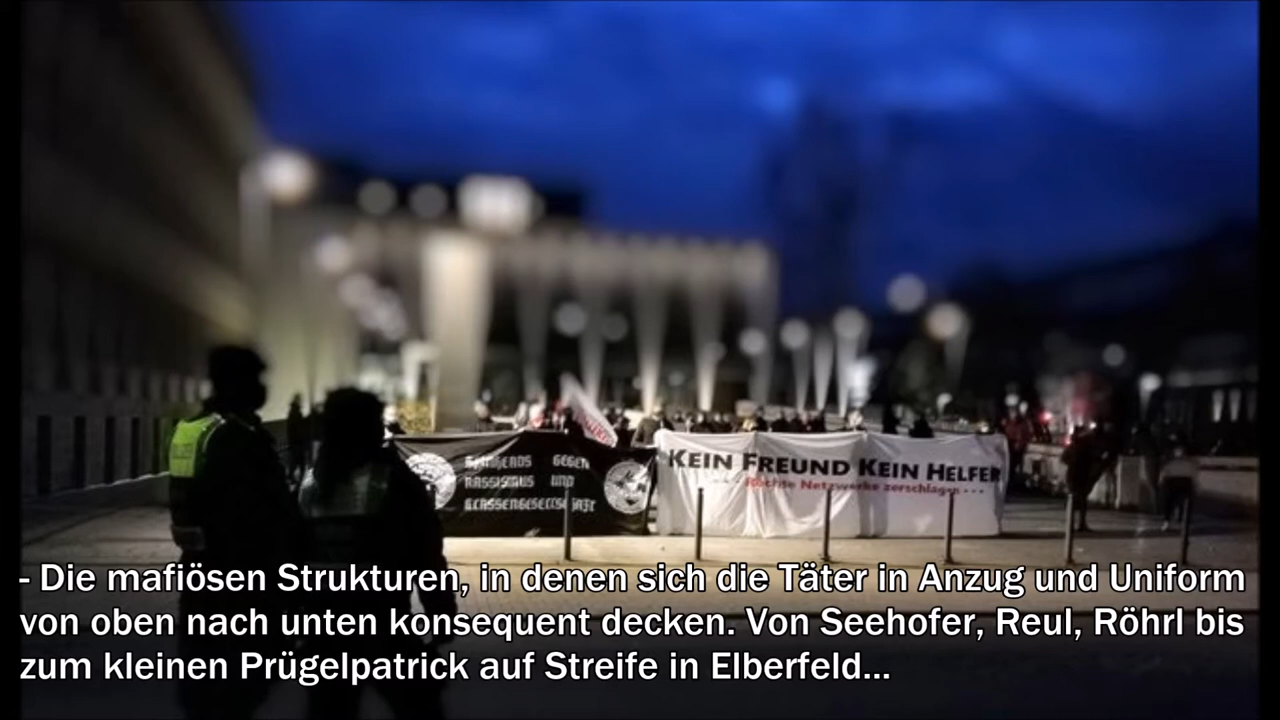 GEGEN
RASSISMUS UND
KLASSENGESELLSCHAFT
KEIN FREUND KEIN HELFER
Rechte Netzwerke zerschlagen ...
- Die mafiösen Strukturen, in denen sich die Täter in Anzug und Uniform
von oben nach unten konsequent decken. Von Seehofer, Reul, Röhrl bis
zum kleinen Prügelpatrick auf Streife in Elberfeld...